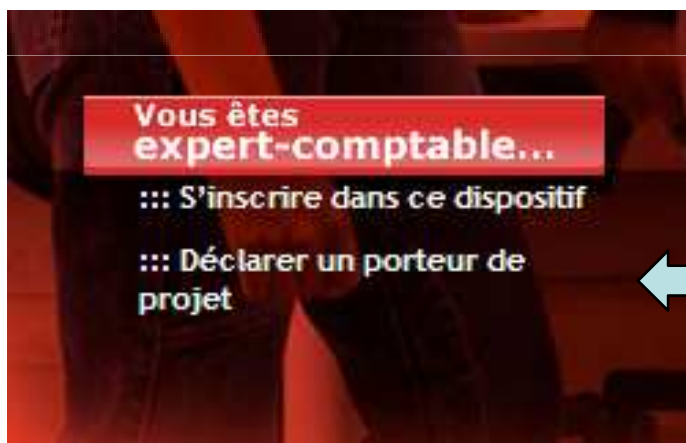 Vous êtes
expert-comptable...
::: S'inscrire dans ce dispositif
::: Déclarer un porteur de
projet